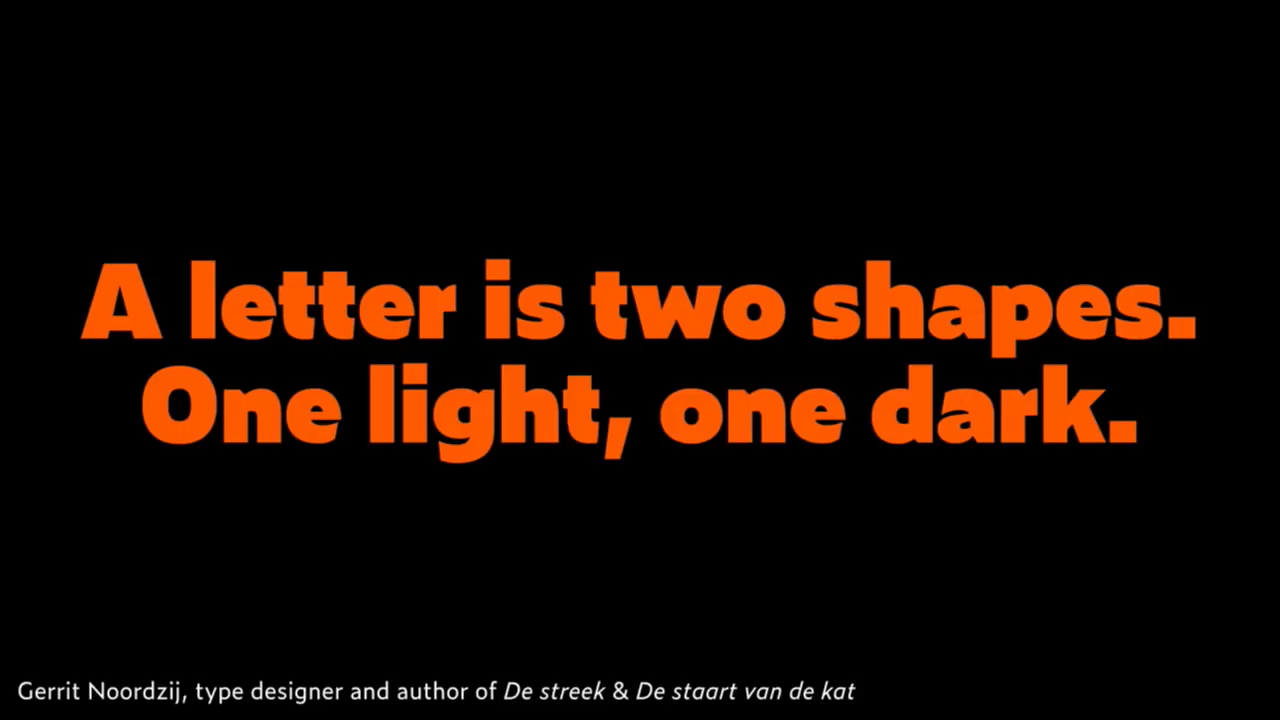 A letter is two shapes.
One light, one dark.
Gerrit Noordzij, type designer and author of De streek & De staart van de kat